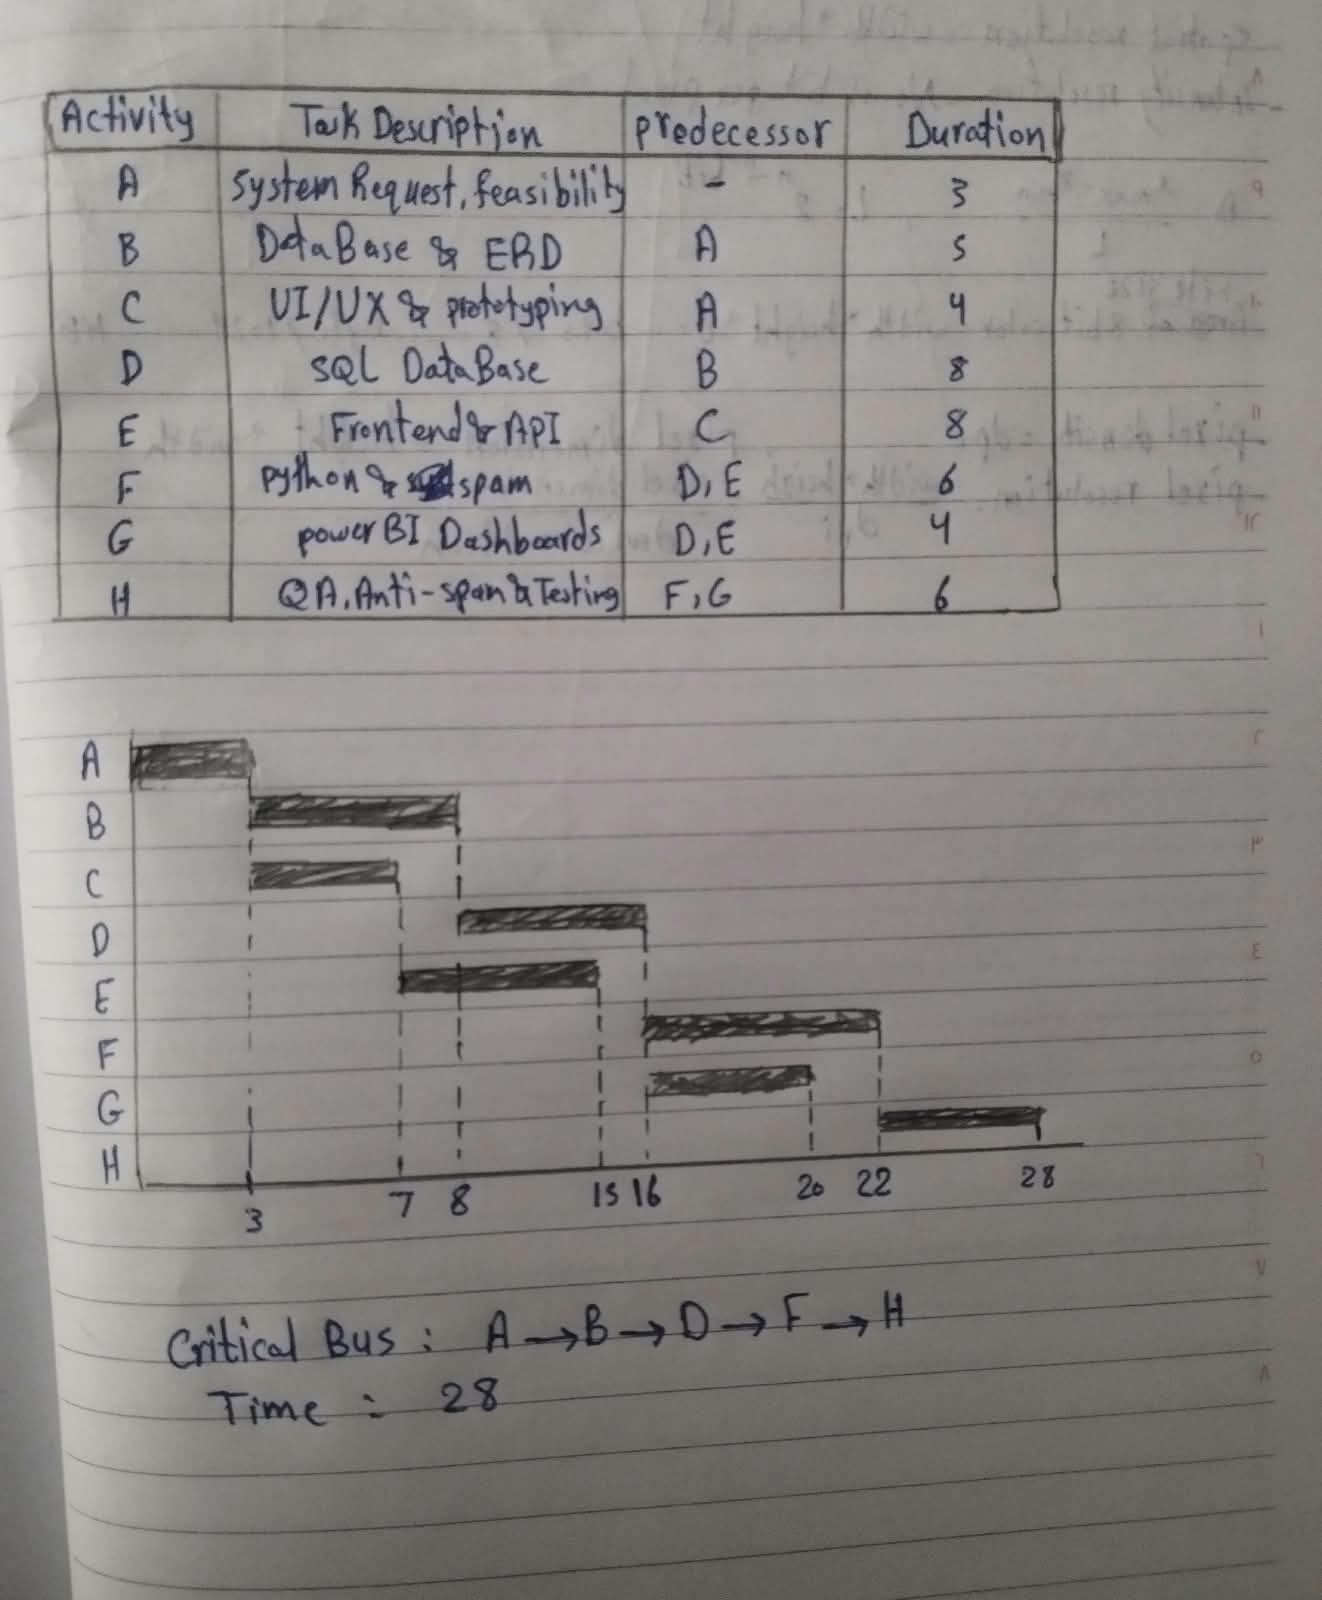 Activity Task Description predecessor Duration
A System Request, feasibility - 3
B DataBase & ERD A 5
C UI/UX & prototyping A 4
D SQL DataBase B 8
E Frontend & API C 8
F python & spam D, E 6
G power BI Dashboards D, E 4
H QA, Anti-spam & Testing F, G 6
A
B
C
D
E
F
G
H
3 7 8 15 16 20 22 28
Critical Bus : A → B → D → F → H
Time : 28